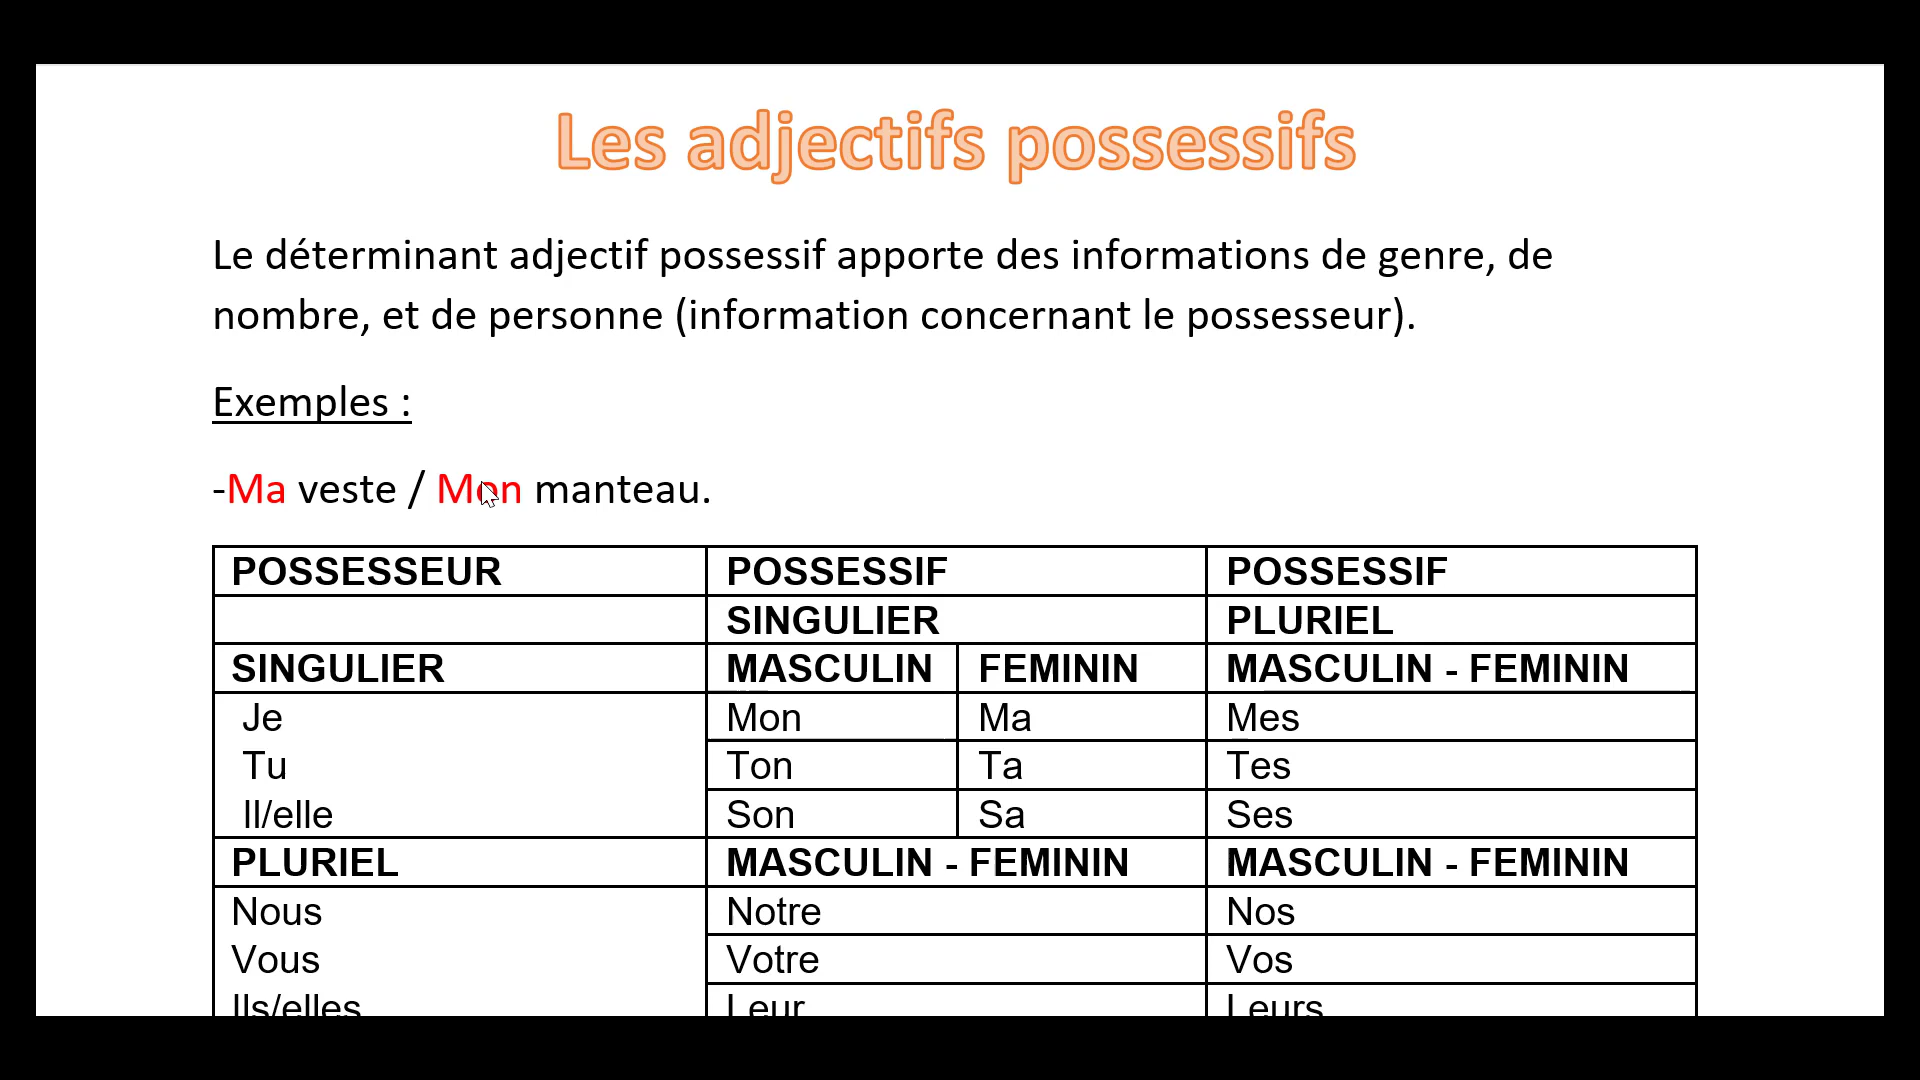 Les adjectifs possessifs
Le déterminant adjectif possessif apporte des informations de genre, de
nombre, et de personne (information concernant le possesseur).
Exemples :
-Ma veste / Mon manteau.
POSSESSEUR POSSESSIF POSSESSIF
SINGULIER PLURIEL
SINGULIER MASCULIN FEMININ MASCULIN - FEMININ
Je Mon Ma Mes
Tu Ton Ta Tes
Il/elle Son Sa Ses
PLURIEL MASCULIN - FEMININ MASCULIN - FEMININ
Nous Notre Nos
Vous Votre Vos
Ils/elles Leur Leurs